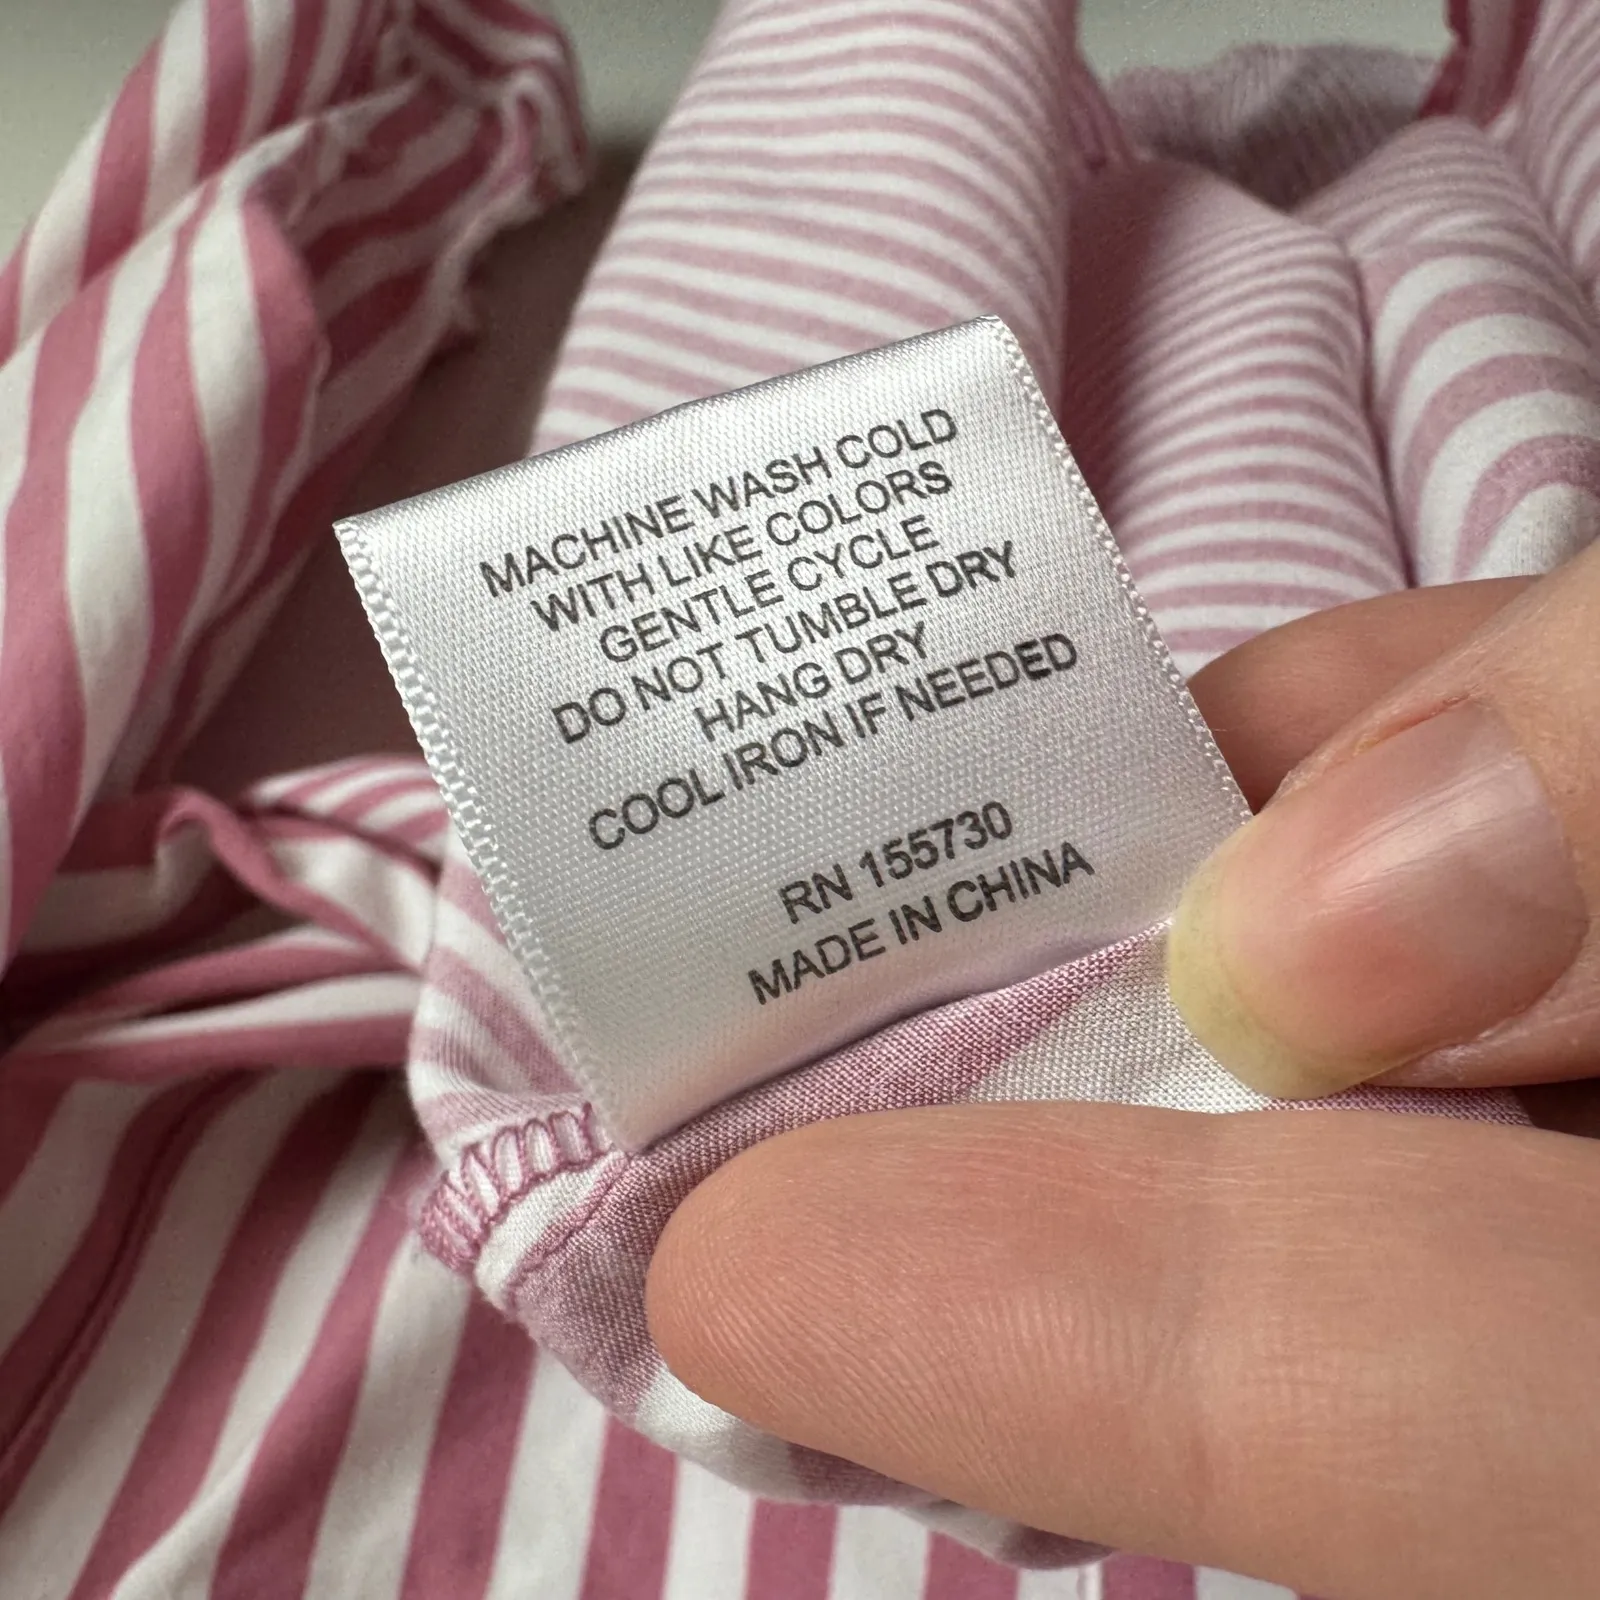 MACHINE WASH COLD
WITH LIKE COLORS
GENTLE CYCLE
DO NOT TUMBLE DRY
HANG DRY
COOL IRON IF NEEDED
RN 155730
MADE IN CHINA